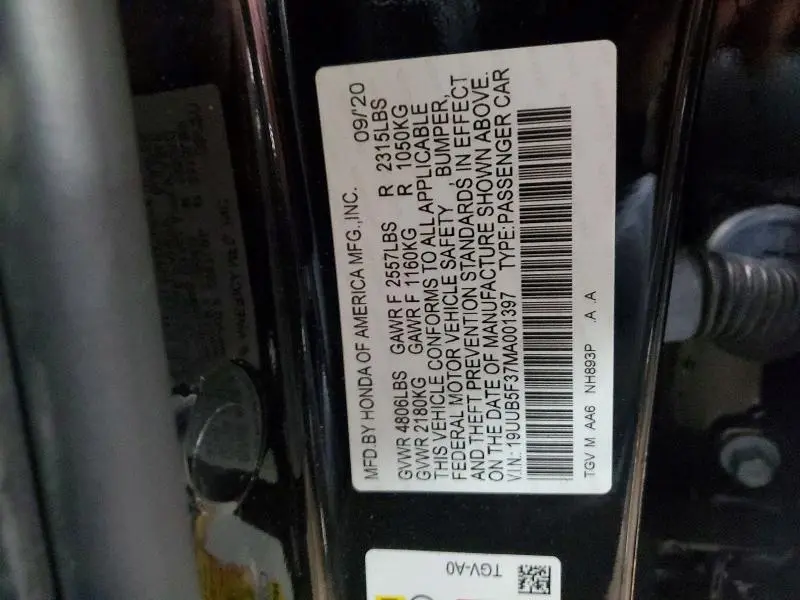 MFD.BY HONDA OF AMERICA MFG.,INC. 09/'20
GVWR 4806LBS GAWR F 2557LBS R 2315LBS
GVWR 2180KG GAWR F 1160KG R 1050KG
THIS VEHICLE CONFORMS TO ALL APPLICABLE
FEDERAL MOTOR VEHICLE SAFETY , BUMPER,
AND THEFT PREVENTION STANDARDS IN EFFECT
ON THE DATE OF MANUFACTURE SHOWN ABOVE.
V.I.N.: 19UUB5F37MA001397 TYPE:PASSENGER CAR
TGV M AA6 NH893P .A .A
TGV-A0